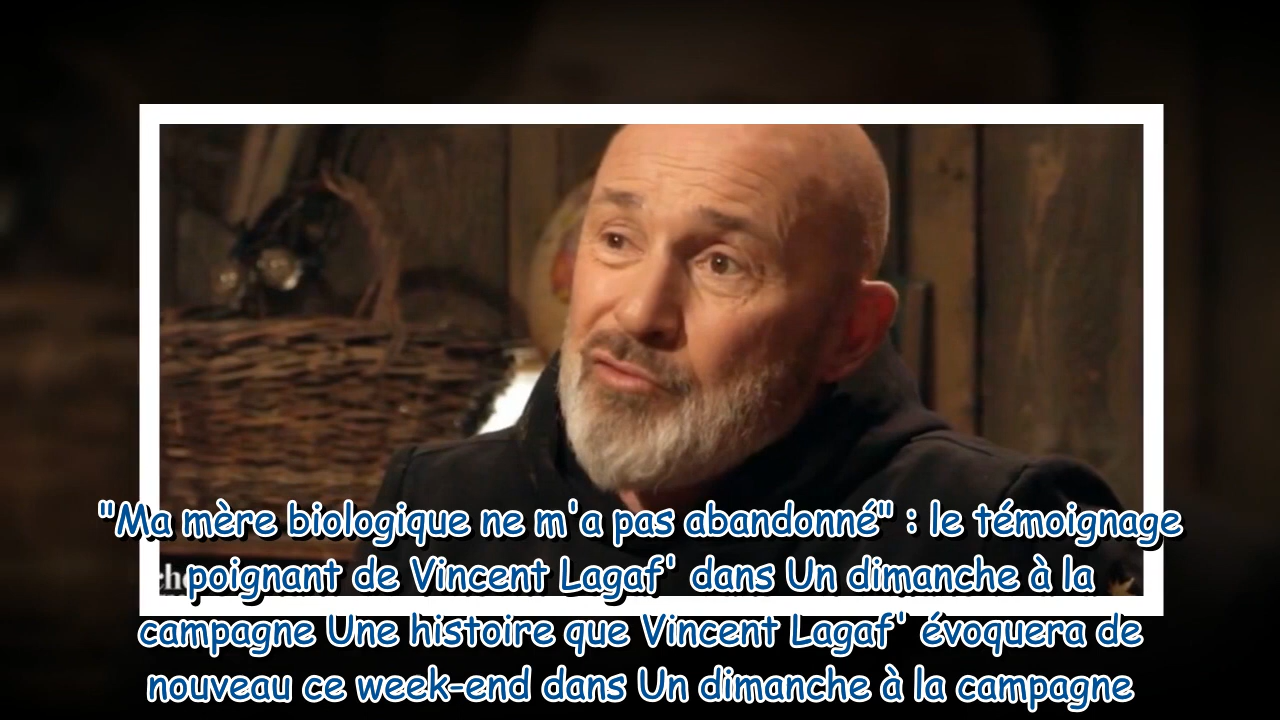 "Ma mère biologique ne m'a pas abandonné" : le témoignage
poignant de Vincent Lagaf' dans Un dimanche à la
campagne Une histoire que Vincent Lagaf' évoquera de
nouveau ce week-end dans Un dimanche à la campagne